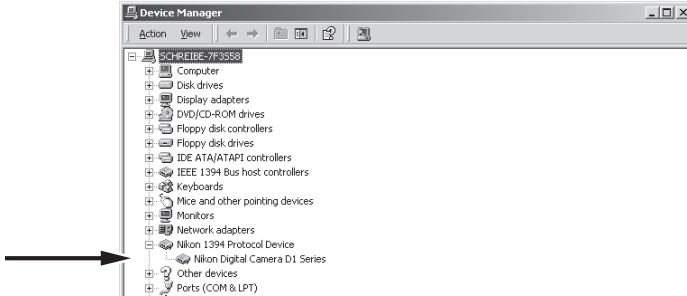 Device Manager
Action View
SCHREIBE-7F3S58
Computer
Disk drives
Display adapters
DVD/CD-ROM drives
Floppy disk controllers
Floppy disk drives
IDE ATA/ATAPI controllers
IEEE 1394 Bus host controllers
Keyboards
Mice and other pointing devices
Monitors
Network adapters
Nikon 1394 Protocol Device
Nikon Digital Camera D1 Series
Other devices
Ports (COM & LPT)